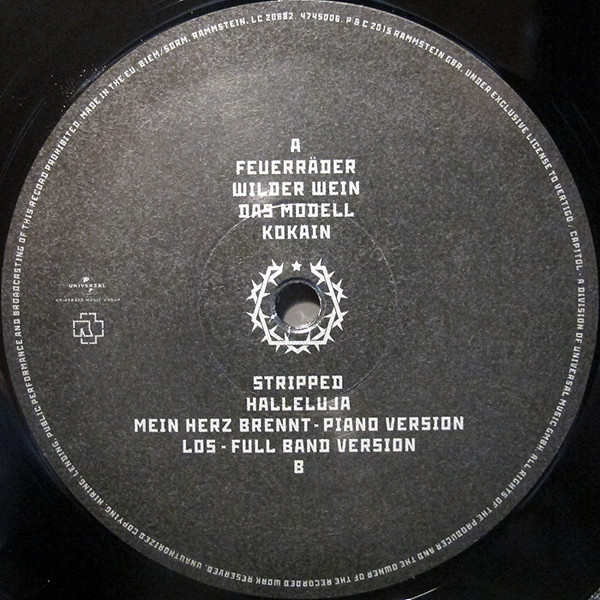 A
FEUERRÄDER
WILDER WEIN
DAS MODELL
KOKAIN
UNIVERSAL
UNIVERSAL MUSIC GROUP
STRIPPED
HALLELUJA
MEIN HERZ BRENNT - PIANO VERSION
LOS - FULL BAND VERSION
B
MADE IN THE EU. BIEM/SDRM. RAMMSTEIN. LC 20682. 4745006. P & C 2015 RAMMSTEIN GBR. UNDER EXCLUSIVE LICENSE TO VERTIGO / CAPITOL - A DIVISION OF UNIVERSAL MUSIC GMBH. ALL RIGHTS OF THE PRODUCER AND THE OWNER OF THE RECORDED WORK RESERVED. UNAUTHORIZED COPYING, HIRING, LENDING, PUBLIC PERFORMANCE AND BROADCASTING OF THIS RECORD PROHIBITED.